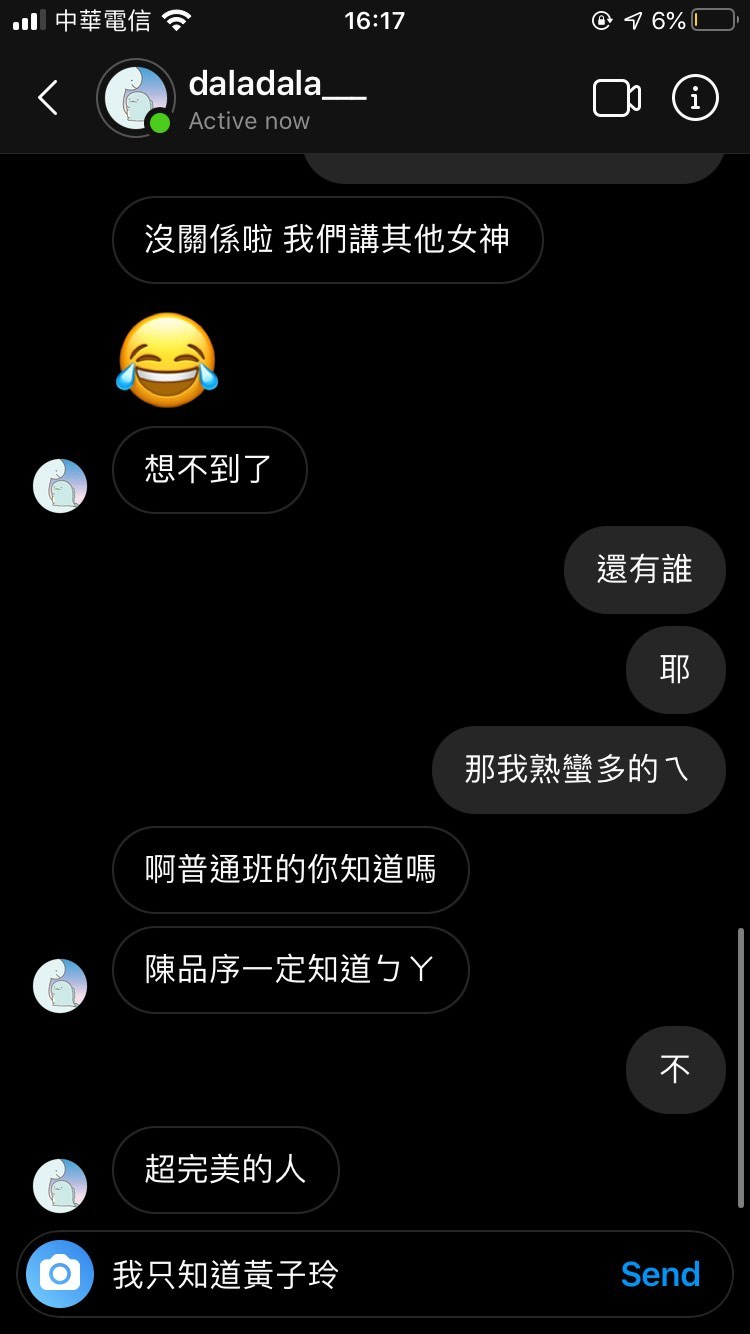 中華電信
16:17
6%
daladala___
Active now
沒關係啦 我們講其他女神
想不到了
還有誰
耶
那我熟蠻多的ㄟ
啊普通班的你知道嗎
陳品序一定知道ㄅㄚ
不
超完美的人
我只知道黃子玲
Send